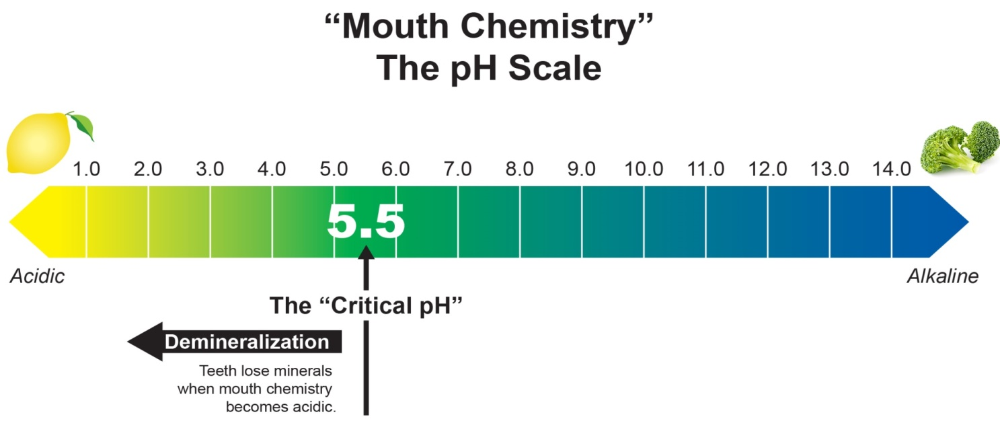 “Mouth Chemistry”
The pH Scale
1.0 2.0 3.0 4.0 5.0 6.0 7.0 8.0 9.0 10.0 11.0 12.0 13.0 14.0
5.5
Acidic
Alkaline
The “Critical pH”
Demineralization
Teeth lose minerals
when mouth chemistry
becomes acidic.